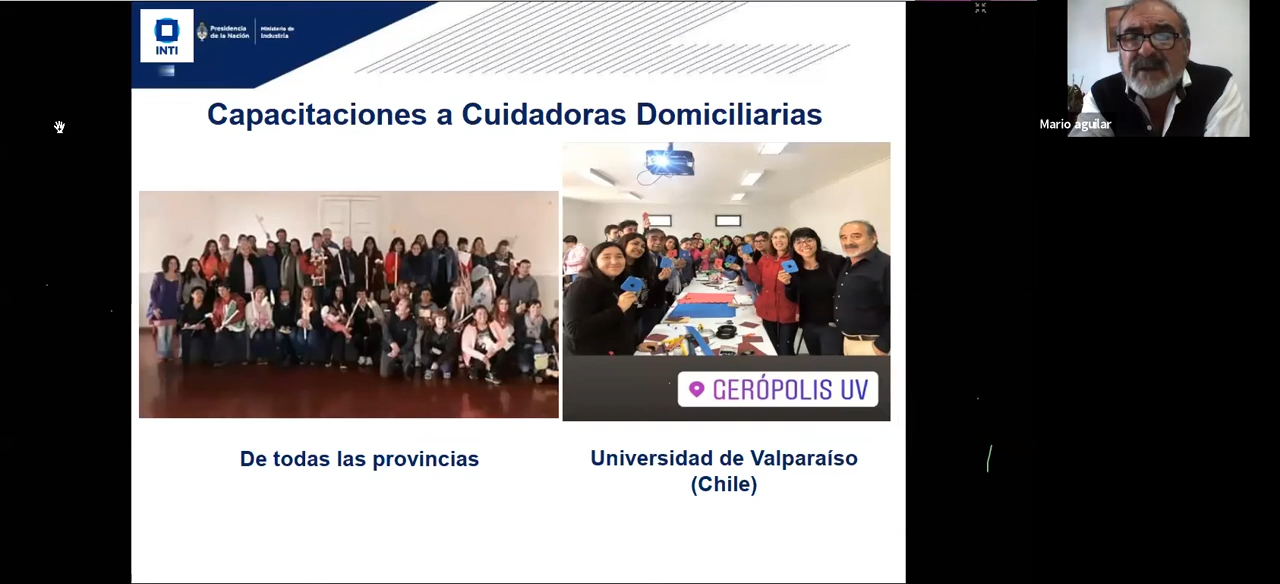 INTI
Presidencia
de la Nación
Ministerio de
Industria
Mario aguilar
Capacitaciones a Cuidadoras Domiciliarias
GERÓPOLIS UV
De todas las provincias
Universidad de Valparaíso
(Chile)